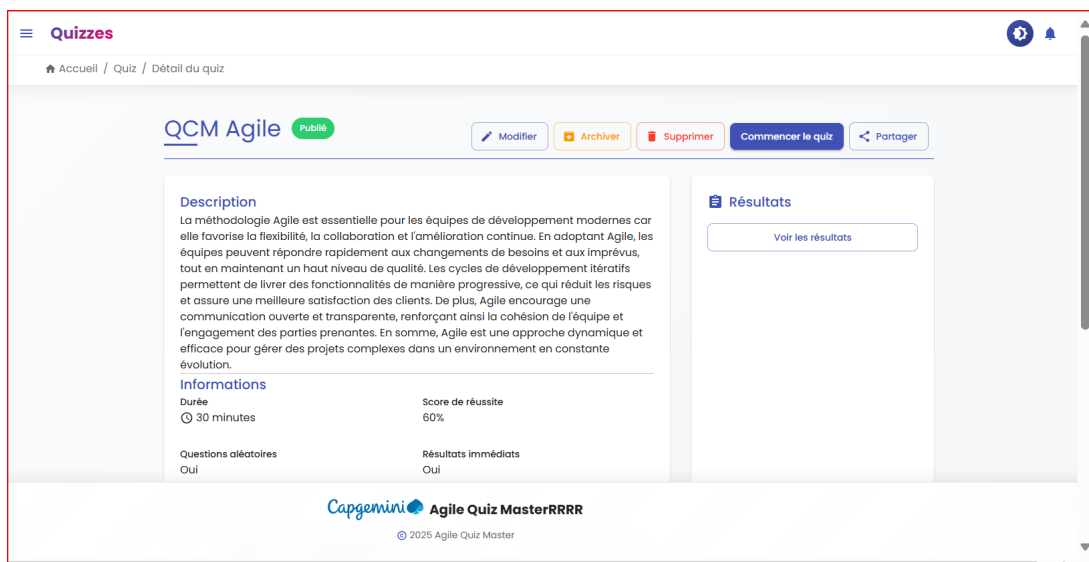 Quizzes
Accueil / Quiz / Détail du quiz
QCM Agile Publié
Modifier Archiver Supprimer Commencer le quiz Partager
Description
La méthodologie Agile est essentielle pour les équipes de développement modernes car
elle favorise la flexibilité, la collaboration et l'amélioration continue. En adoptant Agile, les
équipes peuvent répondre rapidement aux changements de besoins et aux imprévus,
tout en maintenant un haut niveau de qualité. Les cycles de développement itératifs
permettent de livrer des fonctionnalités de manière progressive, ce qui réduit les risques
et assure une meilleure satisfaction des clients. De plus, Agile encourage une
communication ouverte et transparente, renforçant ainsi la cohésion de l'équipe et
l'engagement des parties prenantes. En somme, Agile est une approche dynamique et
efficace pour gérer des projets complexes dans un environnement en constante
évolution.
Informations
Durée Score de réussite
30 minutes 60%
Questions aléatoires Résultats immédiats
Oui Oui
Résultats
Voir les résultats
Capgemini Agile Quiz MasterRRRR
© 2025 Agile Quiz Master